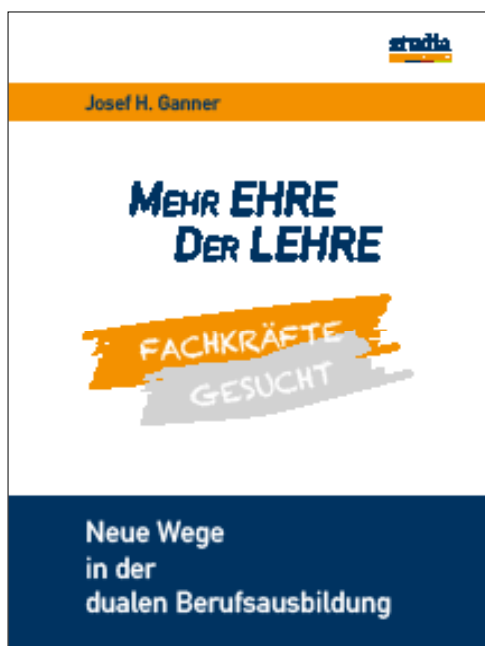 studia
Josef H. Ganner
MEHR EHRE
DER LEHRE
FACHKRÄFTE
GESUCHT
Neue Wege
in der
dualen Berufsausbildung